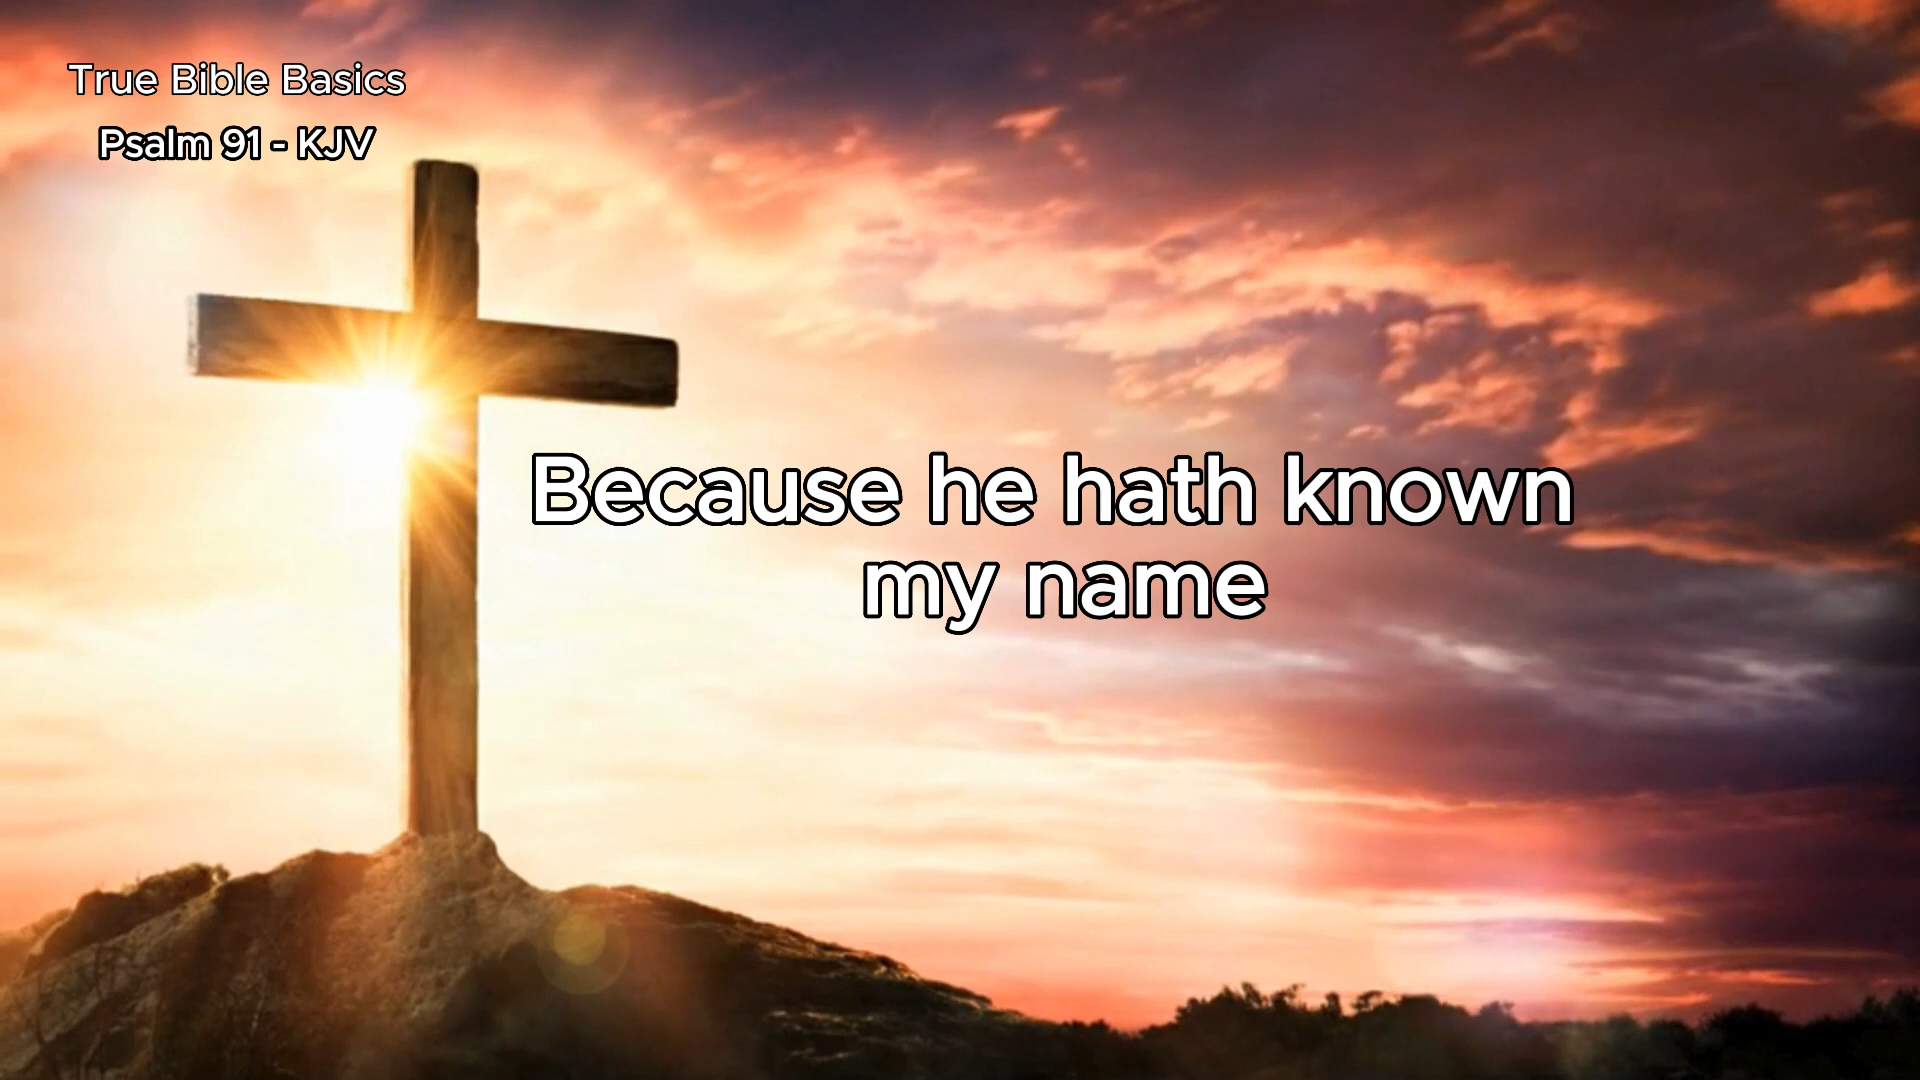 True Bible Basics
Psalm 91 - KJV
Because he hath known
my name